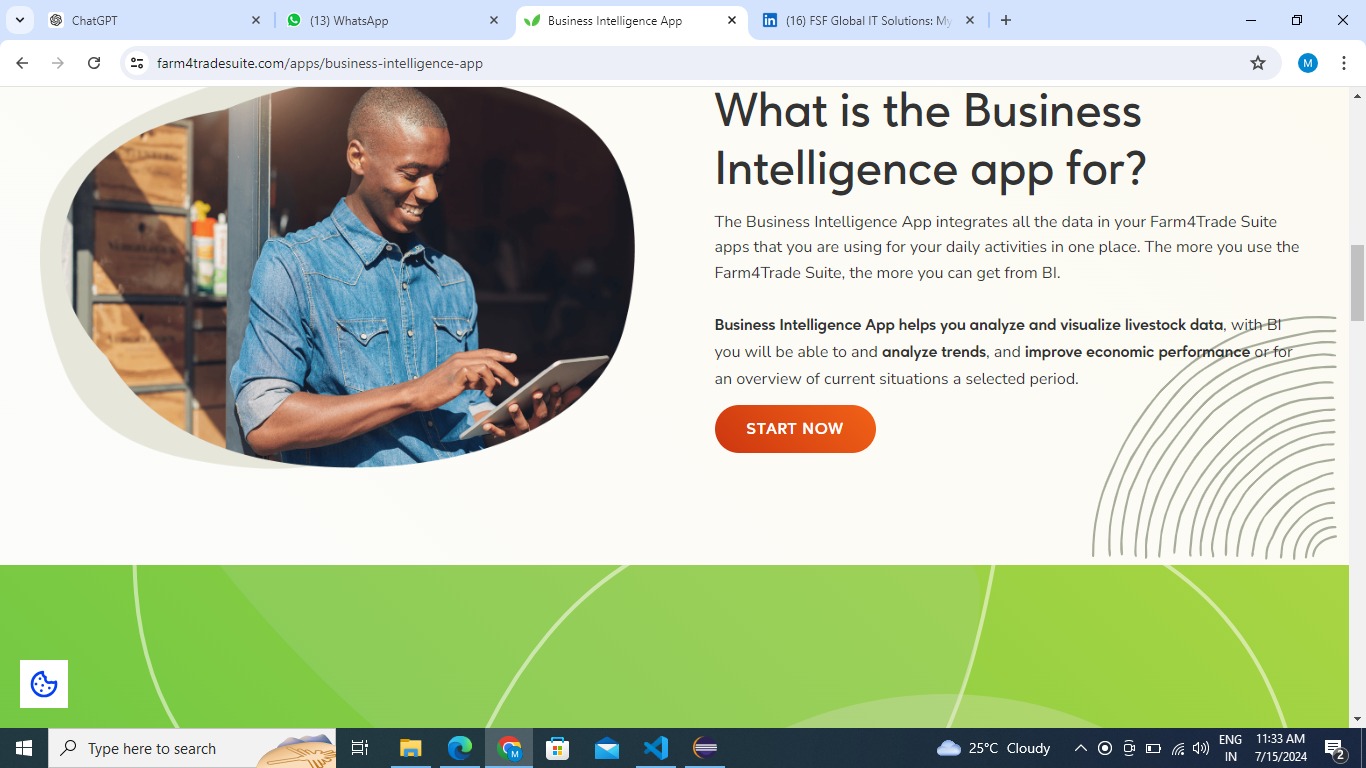 ChatGPT
(13) WhatsApp
Business Intelligence App
(16) FSF Global IT Solutions: My
farm4tradesuite.com/apps/business-intelligence-app
M
What is the Business
Intelligence app for?
The Business Intelligence App integrates all the data in your Farm4Trade Suite
apps that you are using for your daily activities in one place. The more you use the
Farm4Trade Suite, the more you can get from BI.
Business Intelligence App helps you analyze and visualize livestock data, with BI
you will be able to and analyze trends, and improve economic performance or for
an overview of current situations a selected period.
START NOW
Type here to search
M
25°C Cloudy
ENG
IN
11:33 AM
7/15/2024
2